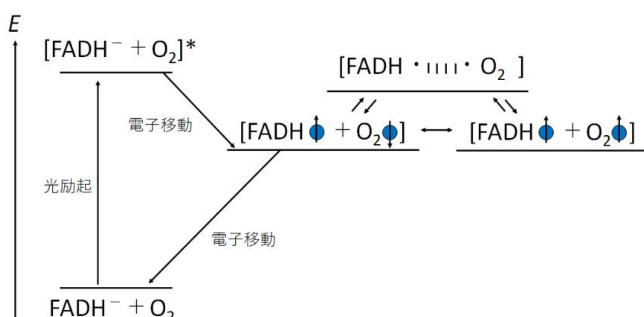 E
[FADH⁻ + O₂]*
[FADH · ıııı · O₂ ]
電子移動
[FADH + O₂ ]
[FADH + O₂ ]
光励起
電子移動
FADH⁻ + O₂